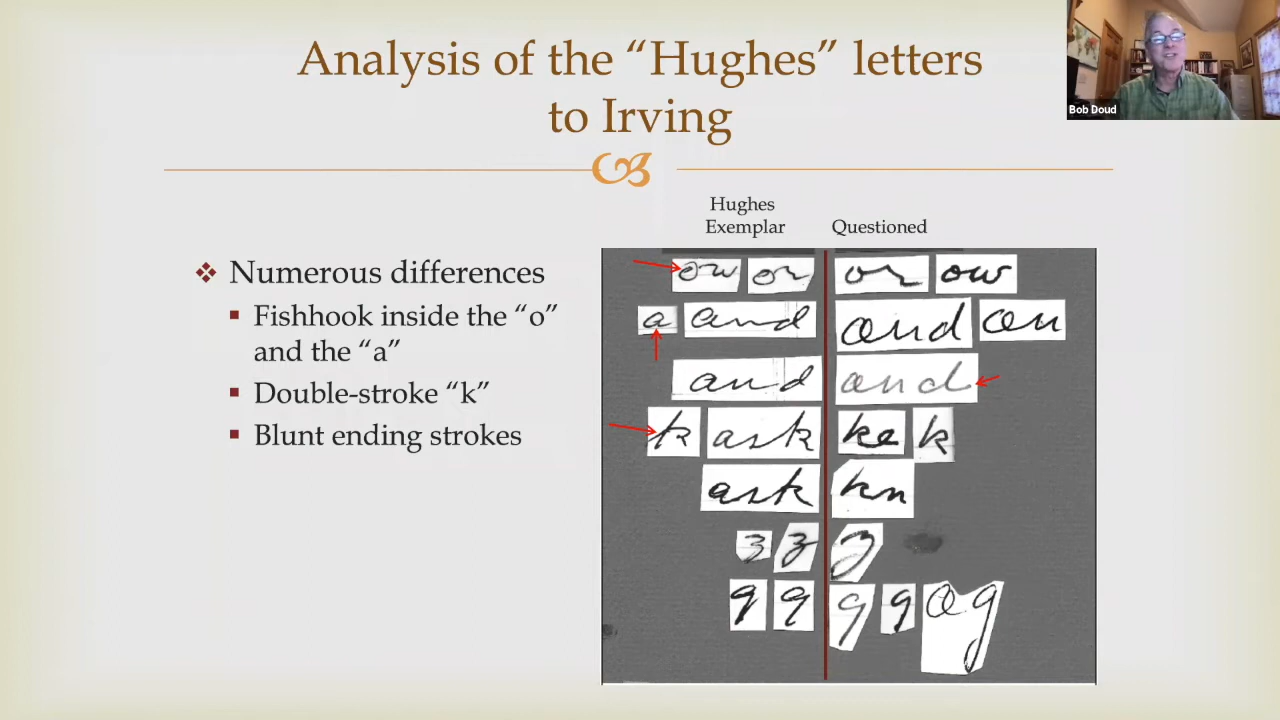 Analysis of the “Hughes” letters
to Irving
Bob Doud
Hughes
Exemplar
Questioned
❖ Numerous differences
▪ Fishhook inside the “o”
and the “a”
▪ Double-stroke “k”
▪ Blunt ending strokes
ow or or ow
a and and an
and and
k ask ke k
ask kn
3 3 3
9 9 9 9 a g